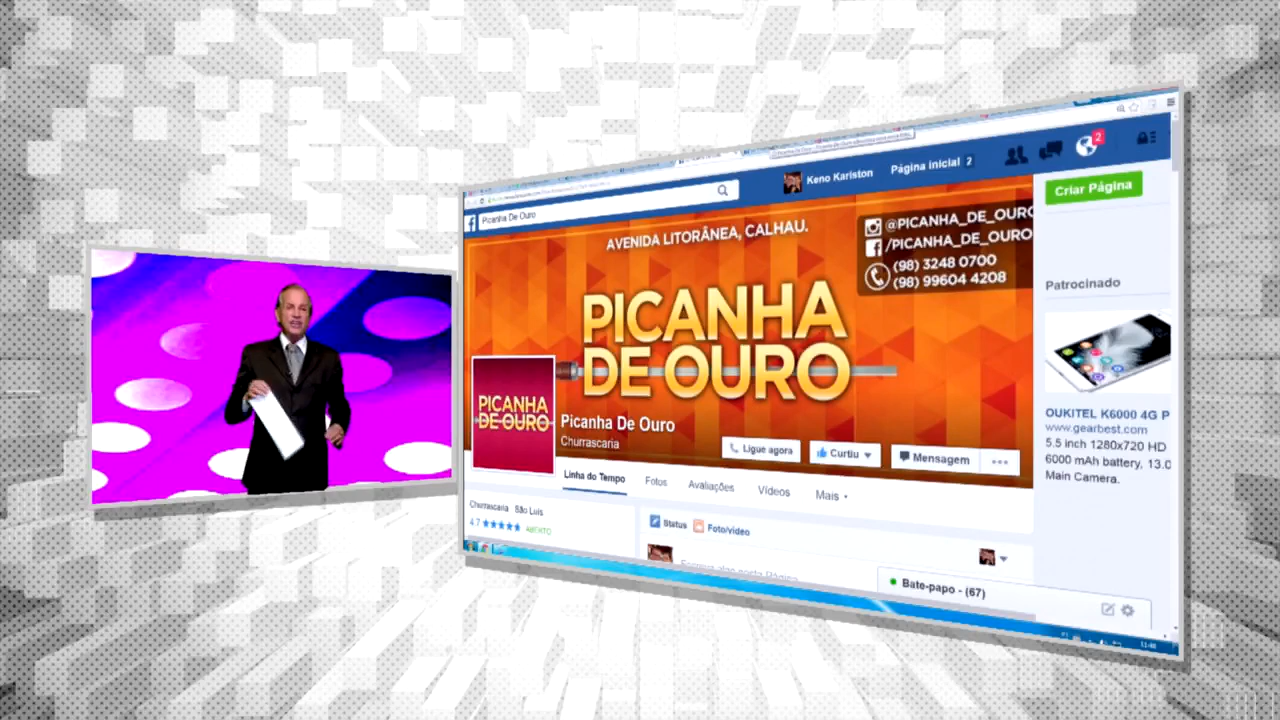 Picanha De Ouro
Keno Kariston
Página inicial 2
2
Criar Página
AVENIDA LITORÂNEA, CALHAU.
@PICANHA_DE_OURO
/PICANHA_DE_OURO
(98) 3248 0700
(98) 99604 4208
PICANHA
DE OURO
PICANHA
DE OURO
Picanha De Ouro
Churrascaria
Ligue agora
Curtiu
Mensagem
Linha do Tempo
Fotos
Avaliações
Vídeos
Mais
Patrocinado
OUKITEL K6000 4G P
www.gearbest.com
5.5 inch 1280x720 HD
6000 mAh battery, 13.0
Main Camera.
Churrascaria São Luís
4.7 ABERTO
Status
Foto/vídeo
Bate-papo - (67)